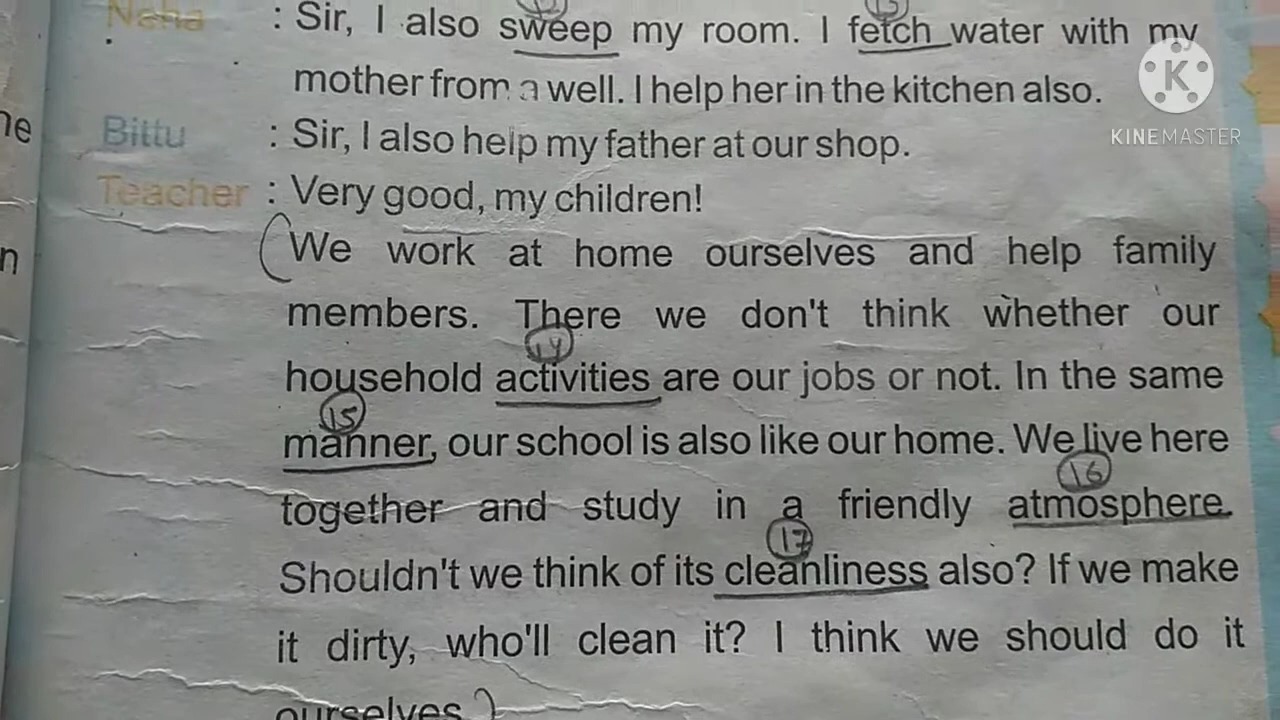 Neha : Sir, I also sweep my room. I fetch water with my
mother from a well. I help her in the kitchen also.
Bittu : Sir, I also help my father at our shop.
Teacher : Very good, my children!
(We work at home ourselves and help family
members. There we don't think whether our
14
household activities are our jobs or not. In the same
15
manner, our school is also like our home. We live here
16
together and study in a friendly atmosphere.
17
Shouldn't we think of its cleanliness also? If we make
it dirty, who'll clean it? I think we should do it
ourselves.)
K
KINEMASTER